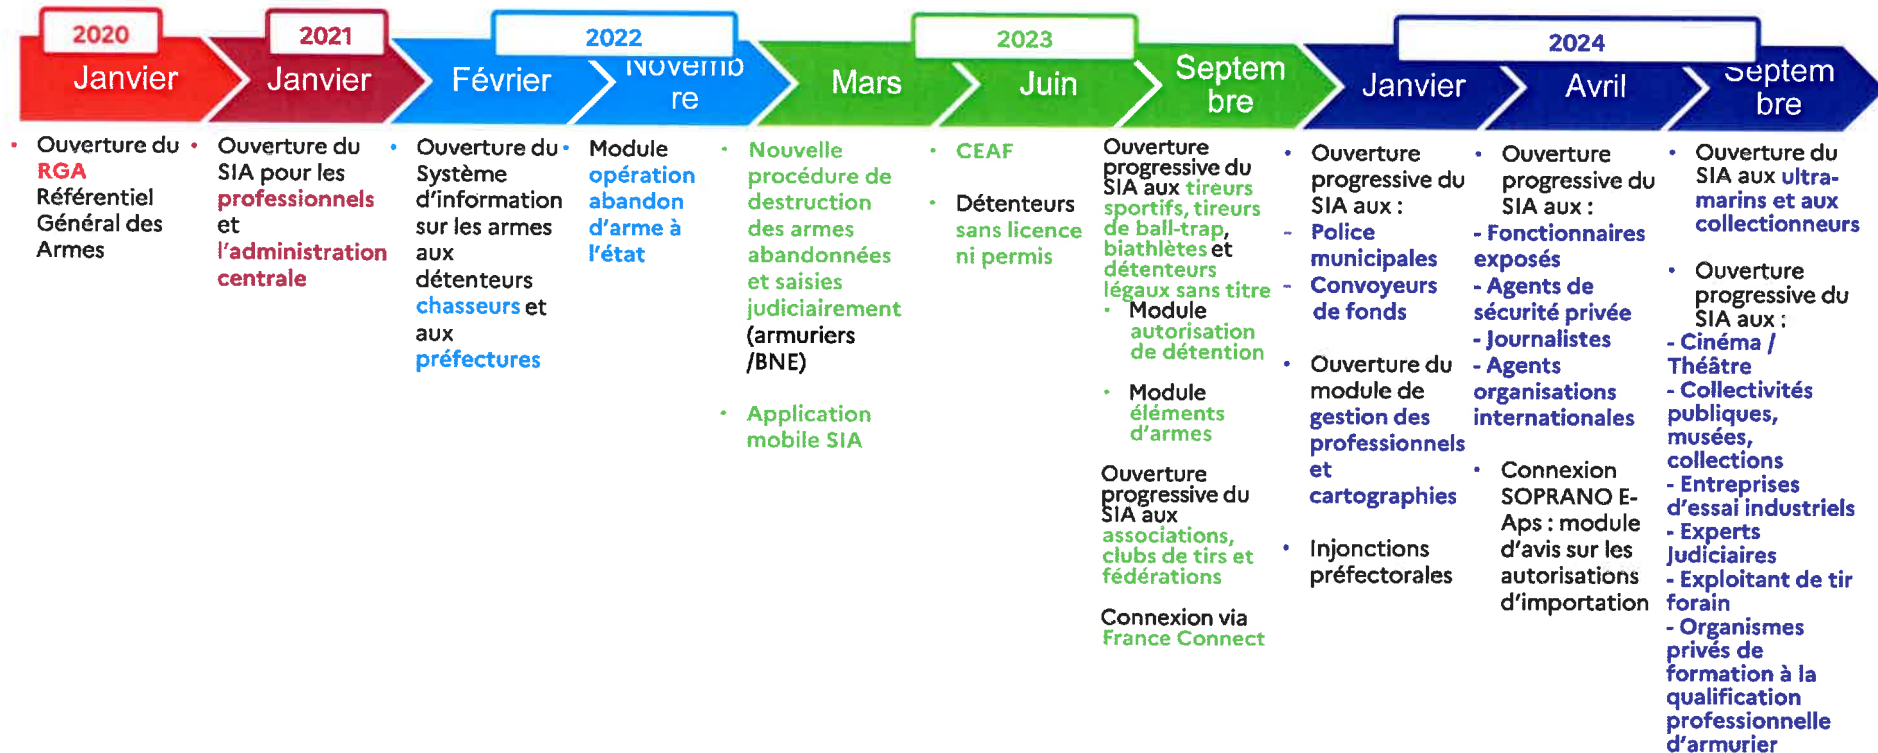 2020
2021
2022
2023
2024
Janvier
Janvier
Février
Novemb
re
Mars
Juin
Septem
bre
Janvier
Avril
Septem
bre
• Ouverture du
RGA
Référentiel
Général des
Armes
• Ouverture du
SIA pour les
professionnels
et
l'administration
centrale
• Ouverture du
Système
d'information
sur les armes
aux
détenteurs
chasseurs et
aux
préfectures
• Module
opération
abandon
d'arme à
l'état
• Nouvelle
procédure de
destruction
des armes
abandonnées
et saisies
judiciairement
(armuriers
/BNE)
• Application
mobile SIA
• CEAF
• Détenteurs
sans licence
ni permis
Ouverture
progressive du
SIA aux tireurs
sportifs, tireurs
de ball-trap,
biathlètes et
détenteurs
légaux sans titre
• Module
autorisation
de détention
• Module
éléments
d'armes
Ouverture
progressive du
SIA aux
associations,
clubs de tirs et
fédérations
Connexion via
France Connect
• Ouverture
progressive du
SIA aux :
- Police
municipales
- Convoyeurs
de fonds
• Ouverture du
module de
gestion des
professionnels
et
cartographies
• Injonctions
préfectorales
• Ouverture
progressive du
SIA aux :
- Fonctionnaires
exposés
- Agents de
sécurité privée
- Journalistes
- Agents
organisations
internationales
• Connexion
SOPRANO E-
Aps : module
d'avis sur les
autorisations
d'importation
• Ouverture du
SIA aux ultra-
marins et aux
collectionneurs
• Ouverture
progressive du
SIA aux :
- Cinéma /
Théâtre
- Collectivités
publiques,
musées,
collections
- Entreprises
d'essai industriels
- Experts
Judiciaires
- Exploitant de tir
forain
- Organismes
privés de
formation à la
qualification
professionnelle
d'armurier